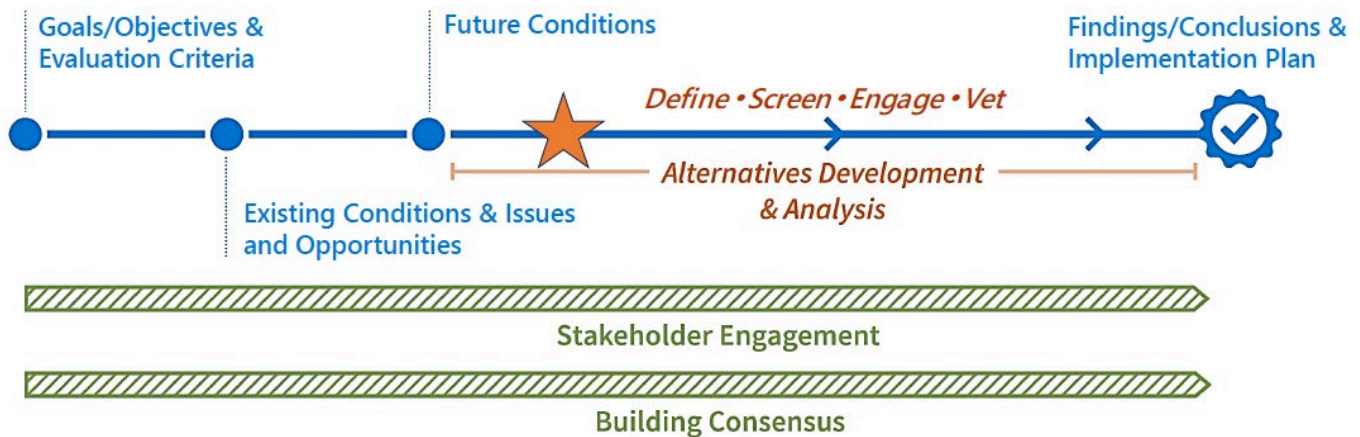 Goals/Objectives &
Evaluation Criteria
Future Conditions
Findings/Conclusions &
Implementation Plan
Define • Screen • Engage • Vet
Alternatives Development
& Analysis
Existing Conditions & Issues
and Opportunities
Stakeholder Engagement
Building Consensus